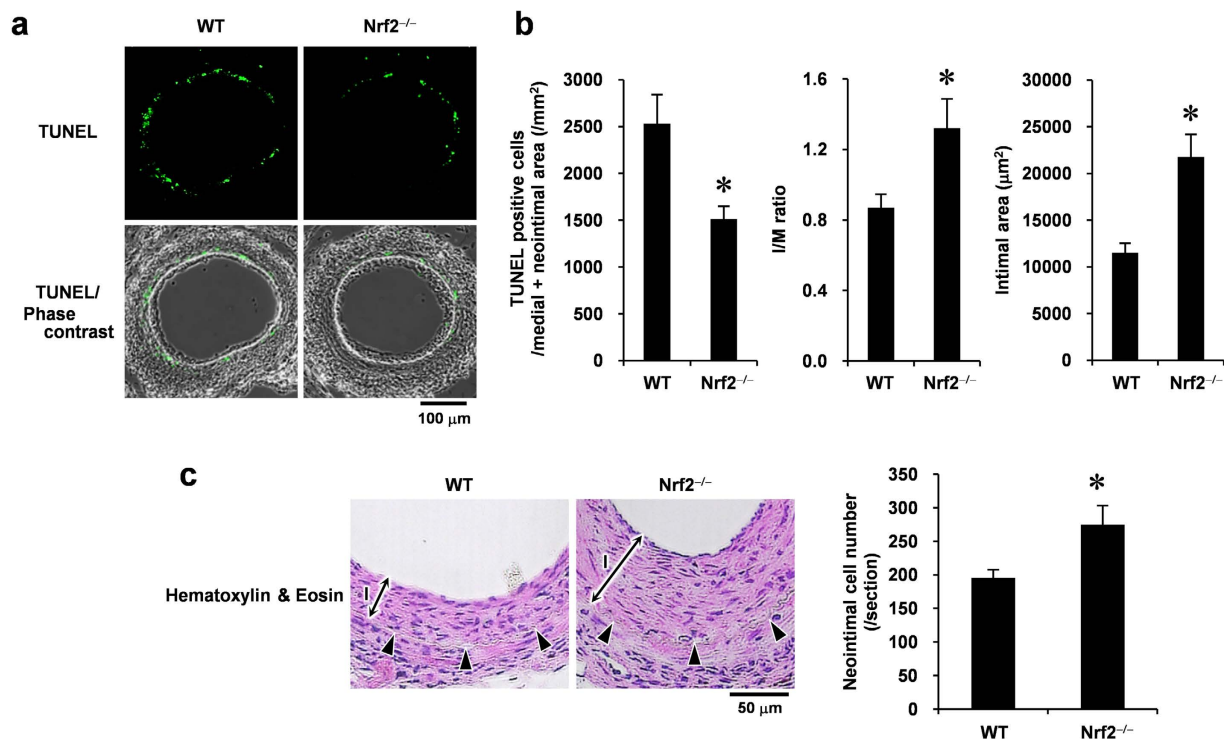 a
WT
Nrf2⁻/⁻
TUNEL
TUNEL/
Phase
contrast
100 μm
b
TUNEL positive cells
/medial + neointimal area (/mm²)
3000
2500
2000
1500
1000
500
0
*
WT
Nrf2⁻/⁻
I/M ratio
1.6
1.2
0.8
0.4
0.0
*
WT
Nrf2⁻/⁻
Intimal area (μm²)
30000
25000
20000
15000
10000
5000
0
*
WT
Nrf2⁻/⁻
c
WT
Nrf2⁻/⁻
Hematoxylin & Eosin
I
I
50 μm
Neointimal cell number
(/section)
350
300
250
200
150
100
50
0
*
WT
Nrf2⁻/⁻